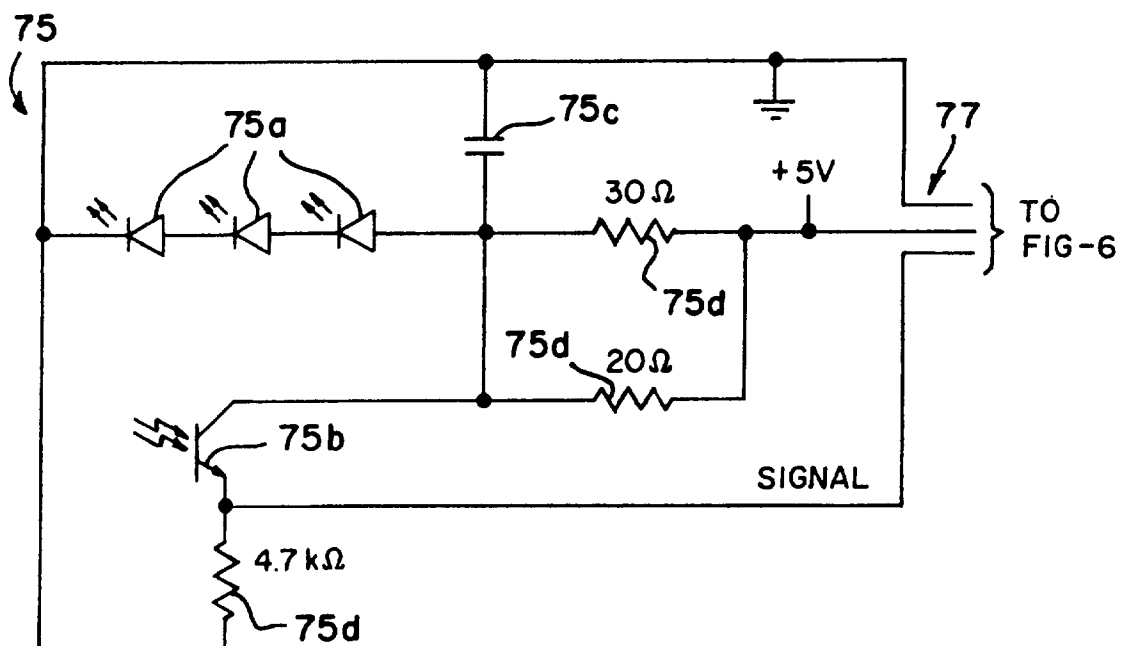 75
75a
75c
77
+5V
30Ω
TO
FIG-6
75d
75d
20Ω
75b
SIGNAL
4.7kΩ
75d